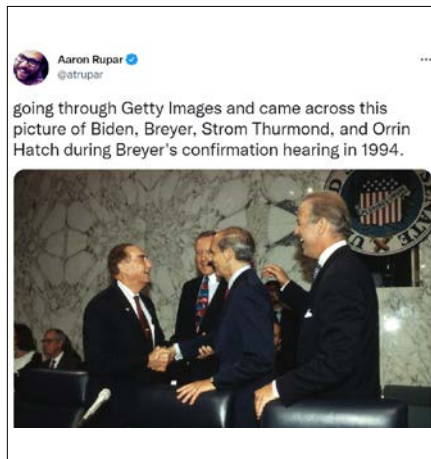 Aaron Rupar
@atrupar
going through Getty Images and came across this
picture of Biden, Breyer, Strom Thurmond, and Orrin
Hatch during Breyer's confirmation hearing in 1994.